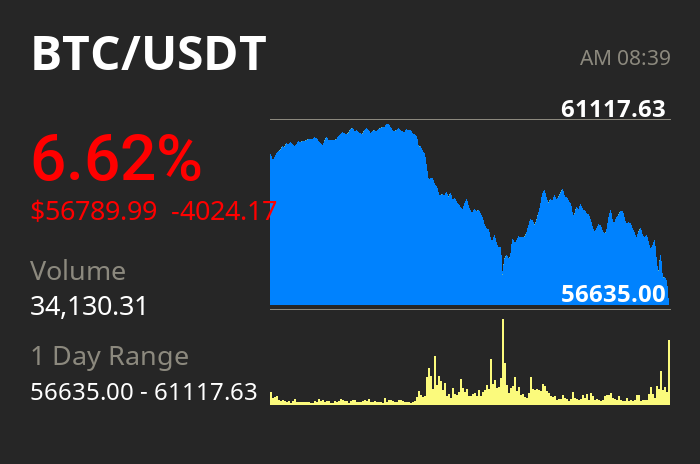 BTC/USDT
AM 08:39
61117.63
6.62%
$56789.99 -4024.17
Volume
34,130.31
56635.00
1 Day Range
56635.00 - 61117.63